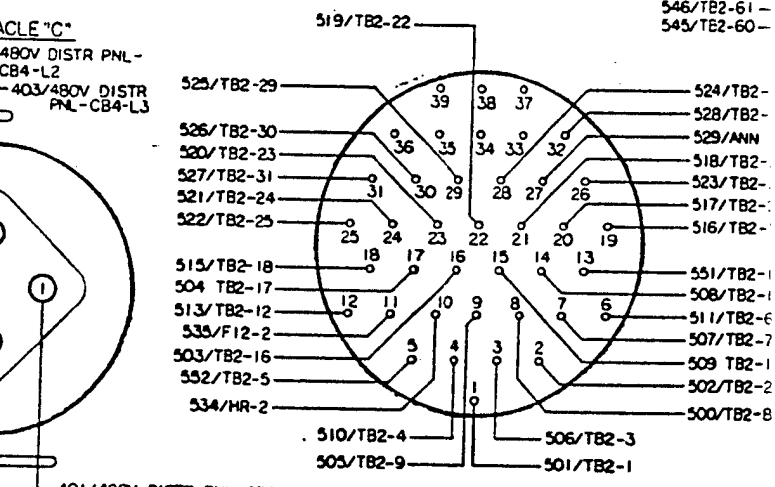 ACLE "C"
480V DISTR PNL-
CB4-L2
403/480V DISTR
PNL-CB4-L3
1
519/TB2-22
546/TB2-61
545/TB2-60
525/TB2-29
526/TB2-30
520/TB2-23
527/TB2-31
521/TB2-24
522/TB2-25
515/TB2-18
504 TB2-17
513/TB2-12
535/F12-2
503/TB2-16
552/TB2-5
534/HR-2
510/TB2-4
505/TB2-9
39 38 37
36 35 34 33 32
31 30 29 28 27 26
25 24 23 22 21 20 19
18 17 16 15 14 13
12 11 10 9 8 7 6
5 4 3 2
1
524/TB2-
528/TB2-
529/ANN
518/TB2-
523/TB2-
517/TB2-
516/TB2-
551/TB2-1
508/TB2-1
511/TB2-6
507/TB2-7
509 TB2-1
502/TB2-2
500/TB2-8
506/TB2-3
501/TB2-1